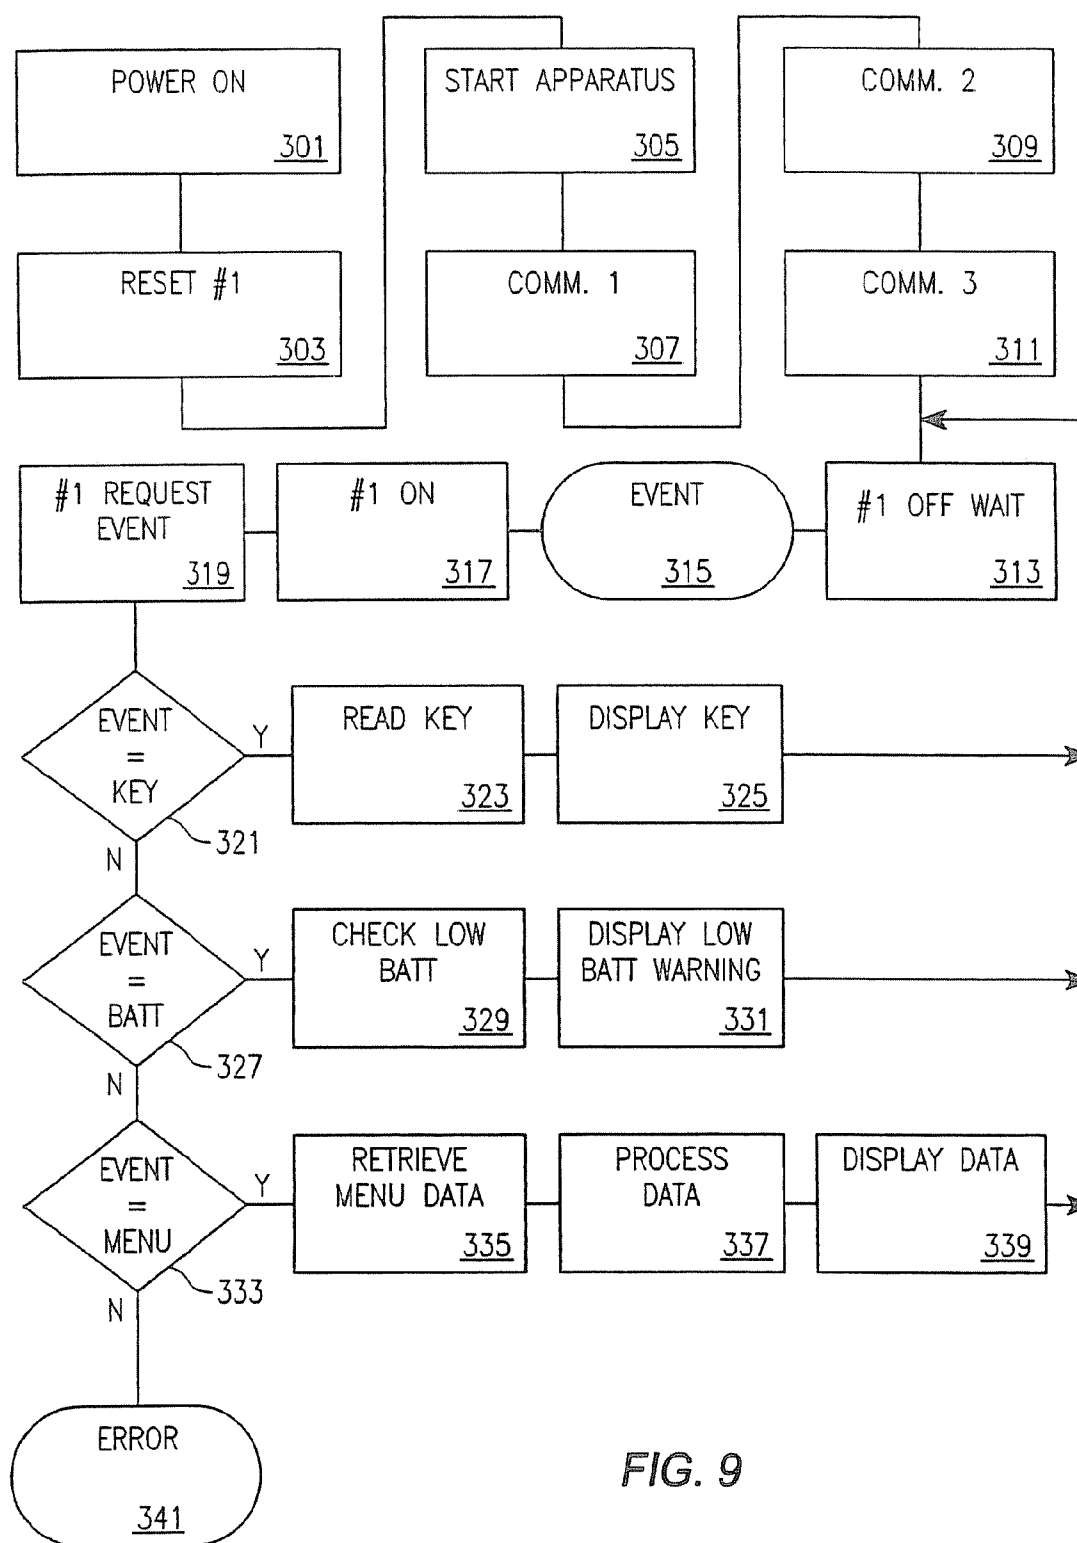 POWER ON
301
START APPARATUS
305
COMM. 2
309
RESET #1
303
COMM. 1
307
COMM. 3
311
#1 REQUEST
EVENT
319
#1 ON
317
EVENT
315
#1 OFF WAIT
313
EVENT
=
KEY
321
Y
N
READ KEY
323
DISPLAY KEY
325
EVENT
=
BATT
327
Y
N
CHECK LOW
BATT
329
DISPLAY LOW
BATT WARNING
331
EVENT
=
MENU
333
Y
N
RETRIEVE
MENU DATA
335
PROCESS
DATA
337
DISPLAY DATA
339
ERROR
341
FIG. 9